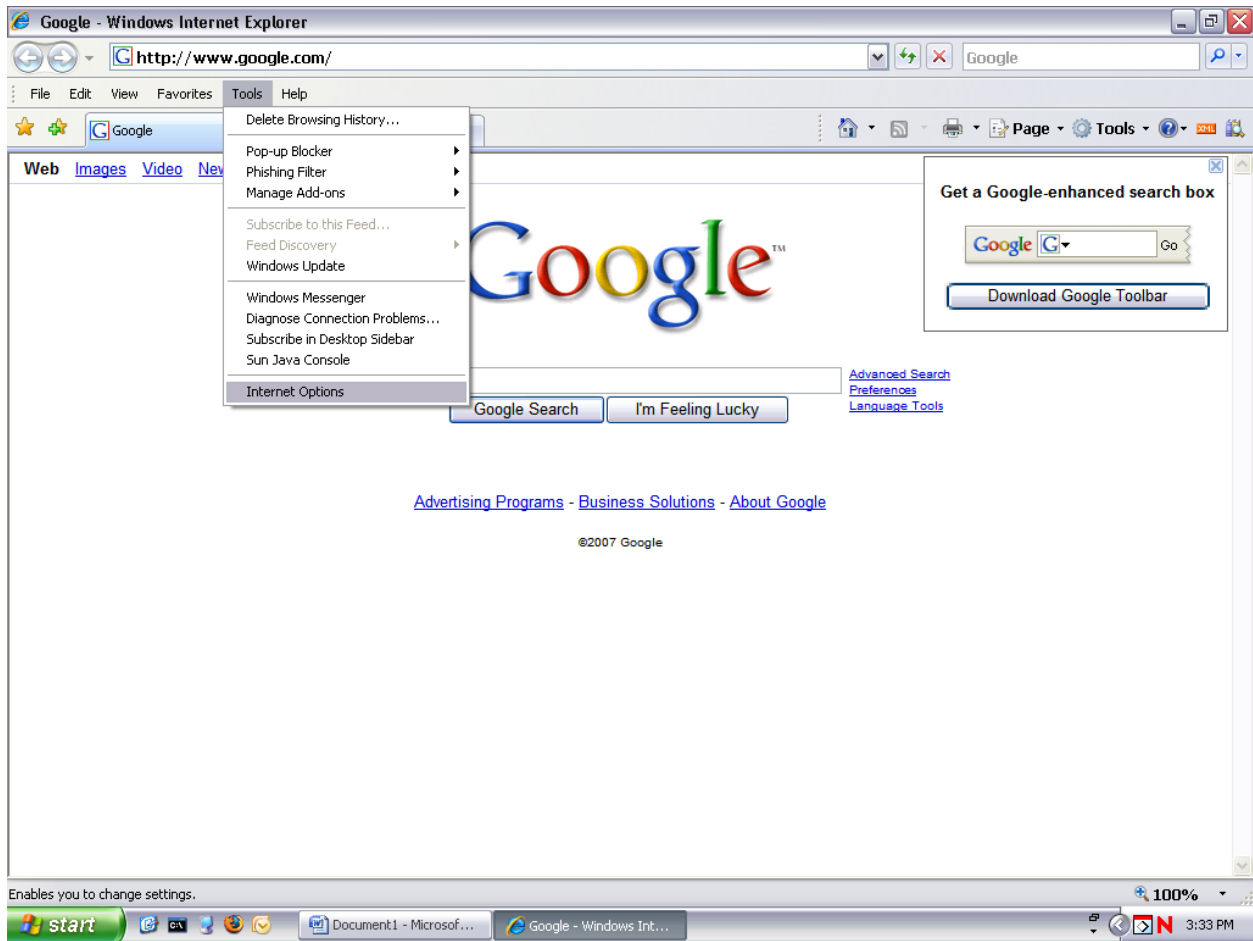 Google - Windows Internet Explorer
http://www.google.com/
Google
File Edit View Favorites Tools Help
Google
Page Tools
Delete Browsing History...
Pop-up Blocker
Phishing Filter
Manage Add-ons
Subscribe to this Feed...
Feed Discovery
Windows Update
Windows Messenger
Diagnose Connection Problems...
Subscribe in Desktop Sidebar
Sun Java Console
Internet Options
Web Images Video
Get a Google-enhanced search box
Google G Go
Download Google Toolbar
Google™
Advanced Search
Preferences
Language Tools
Google Search I'm Feeling Lucky
Advertising Programs - Business Solutions - About Google
©2007 Google
Enables you to change settings.
100%
start Document1 - Microsof... Google - Windows Int... 3:33 PM